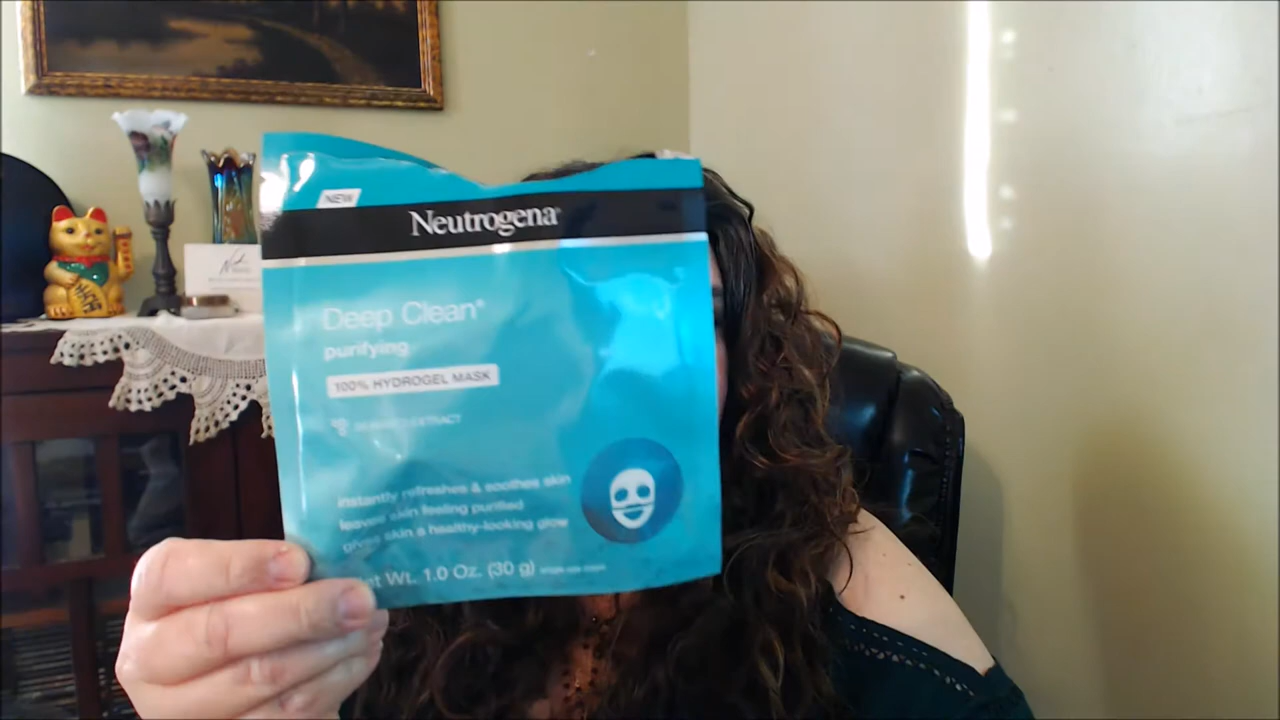 NEW
Neutrogena®
Deep Clean®
purifying
100% HYDROGEL MASK
EXTRACT
instantly refreshes & soothes skin
leaves skin feeling purified
gives skin a healthy-looking glow
Wt. 1.0 Oz. (30 g)